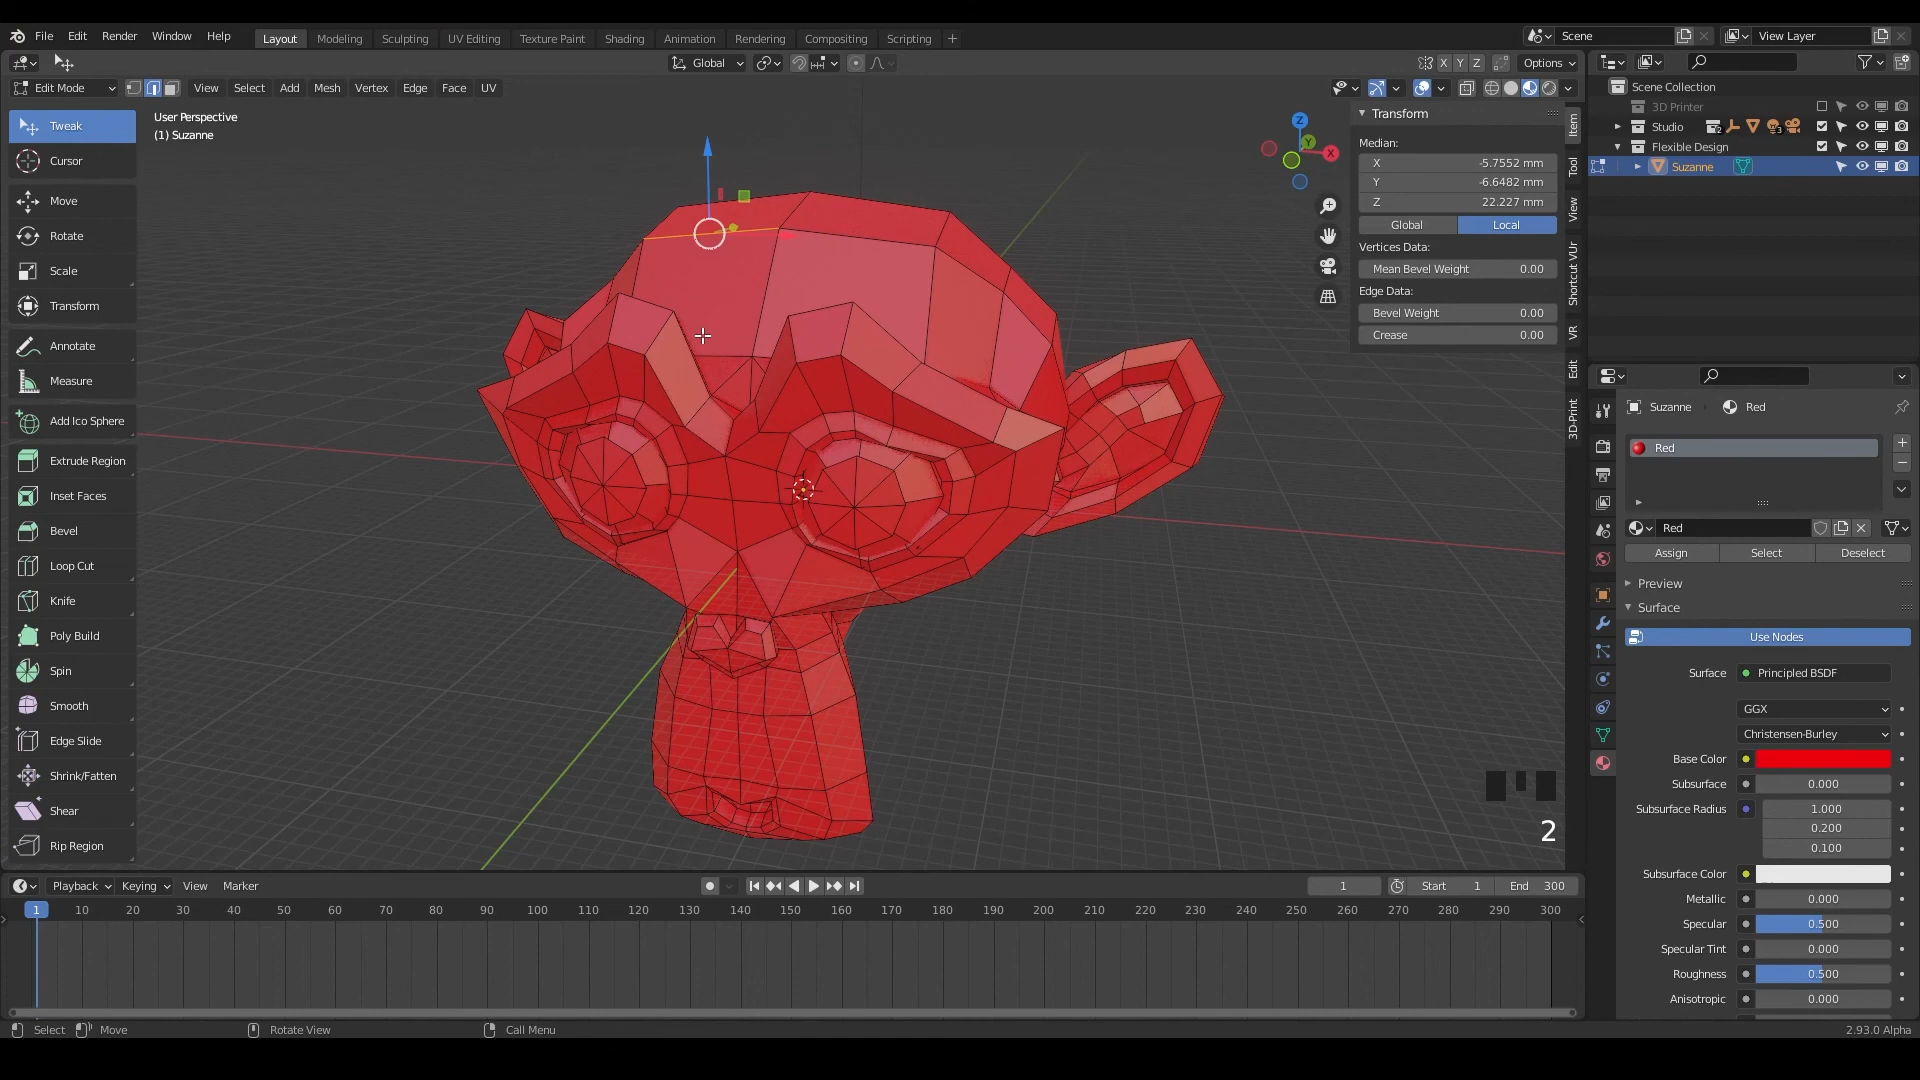 File Edit Render Window Help Layout Modeling Sculpting UV Editing Texture Paint Shading Animation Rendering Compositing Scripting + Scene View Layer
Global X Y Z Options
Edit Mode View Select Add Mesh Vertex Edge Face UV
User Perspective
(1) Suzanne
Tweak
Cursor
Move
Rotate
Scale
Transform
Annotate
Measure
Add Ico Sphere
Extrude Region
Inset Faces
Bevel
Loop Cut
Knife
Poly Build
Spin
Smooth
Edge Slide
Shrink/Fatten
Shear
Rip Region
Z
Y
X
Transform
Median:
X -5.7552 mm
Y -6.6482 mm
Z 22.227 mm
Global Local
Vertices Data:
Mean Bevel Weight 0.00
Edge Data:
Bevel Weight 0.00
Crease 0.00
Item
Tool
View
Shortcut VUr
VR
Edit
3D-Print
2
Scene Collection
3D Printer
Studio 2 3
Flexible Design
Suzanne
Suzanne Red
Red
Red
Assign Select Deselect
Preview
Surface
Use Nodes
Surface Principled BSDF
GGX
Christensen-Burley
Base Color
Subsurface 0.000
Subsurface Radius 1.000
0.200
0.100
Subsurface Color
Metallic 0.000
Specular 0.500
Specular Tint 0.000
Roughness 0.500
Anisotropic 0.000
Playback Keying View Marker 1 Start 1 End 300
1 10 20 30 40 50 60 70 80 90 100 110 120 130 140 150 160 170 180 190 200 210 220 230 240 250 260 270 280 290 300
Select Move Rotate View Call Menu 2.93.0 Alpha